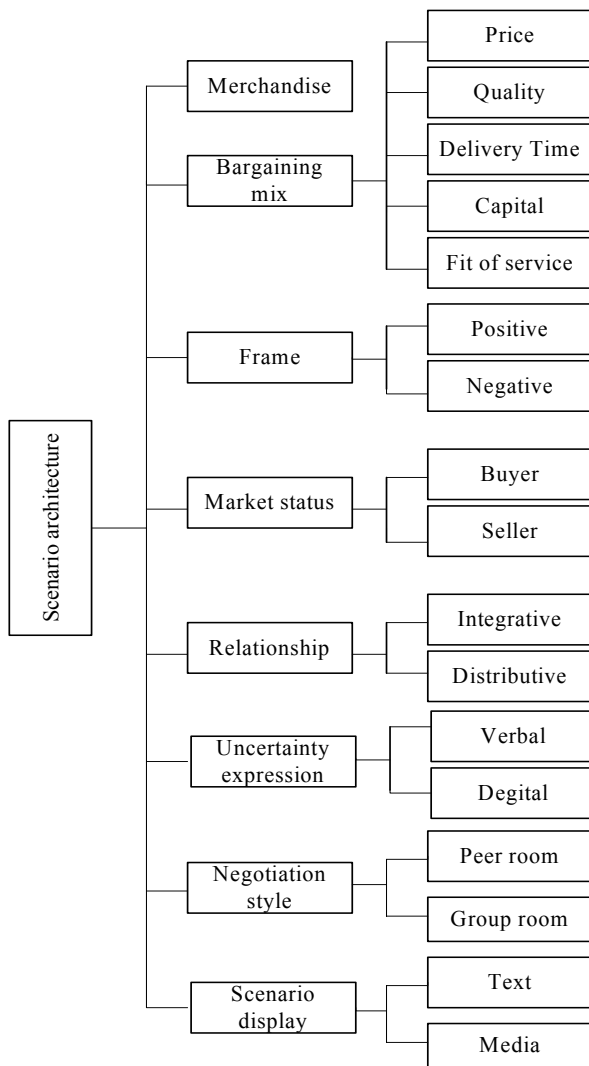 Scenario architecture
Merchandise
Bargaining
mix
Price
Quality
Delivery Time
Capital
Fit of service
Frame
Positive
Negative
Market status
Buyer
Seller
Relationship
Integrative
Distributive
Uncertainty
expression
Verbal
Degital
Negotiation
style
Peer room
Group room
Scenario
display
Text
Media